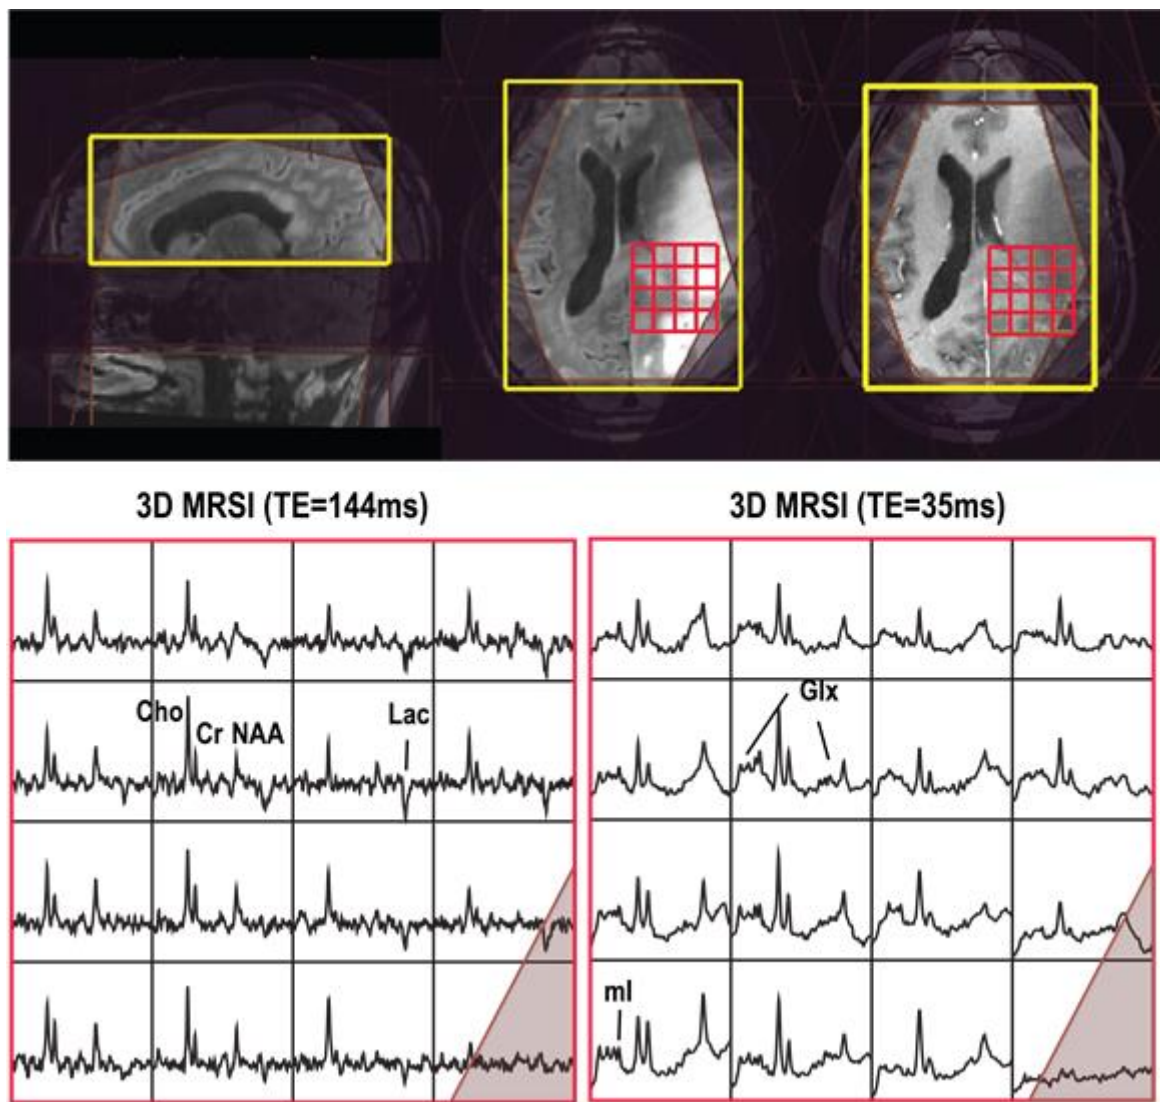 3D MRSI (TE=144ms)
3D MRSI (TE=35ms)
Cho
Cr NAA
Lac
Glx
mI